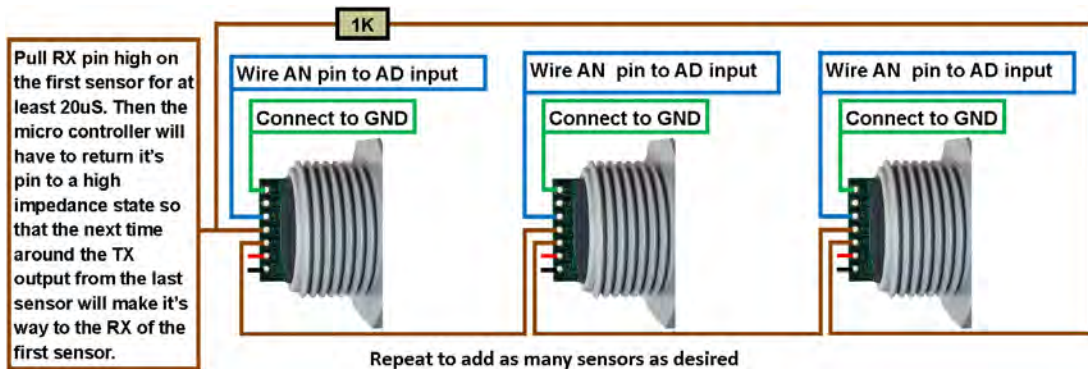 1K
Pull RX pin high on
the first sensor for at
least 20uS. Then the
micro controller will
have to return it's
pin to a high
impedance state so
that the next time
around the TX
output from the last
sensor will make it's
way to the RX of the
first sensor.
Wire AN pin to AD input
Connect to GND
Wire AN pin to AD input
Connect to GND
Wire AN pin to AD input
Connect to GND
Repeat to add as many sensors as desired